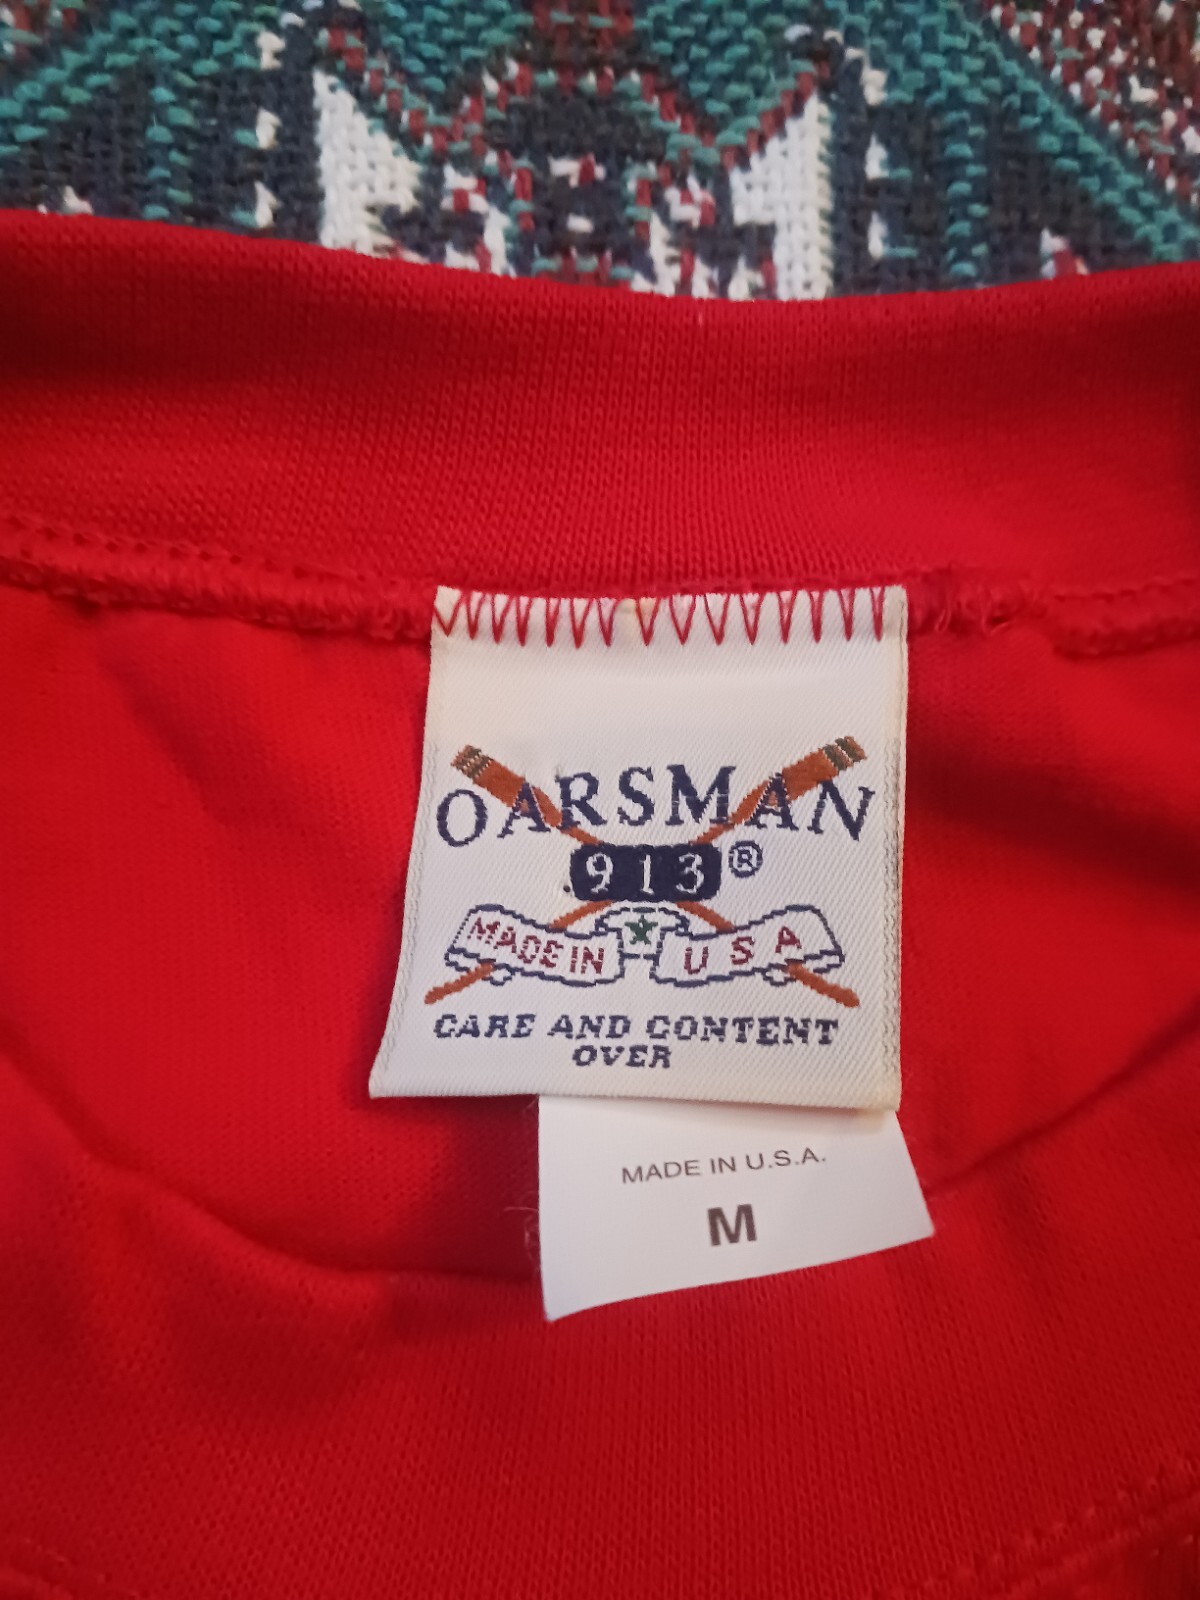 OARSMAN
913®
MADE IN USA
CARE AND CONTENT
OVER
MADE IN U.S.A.
M